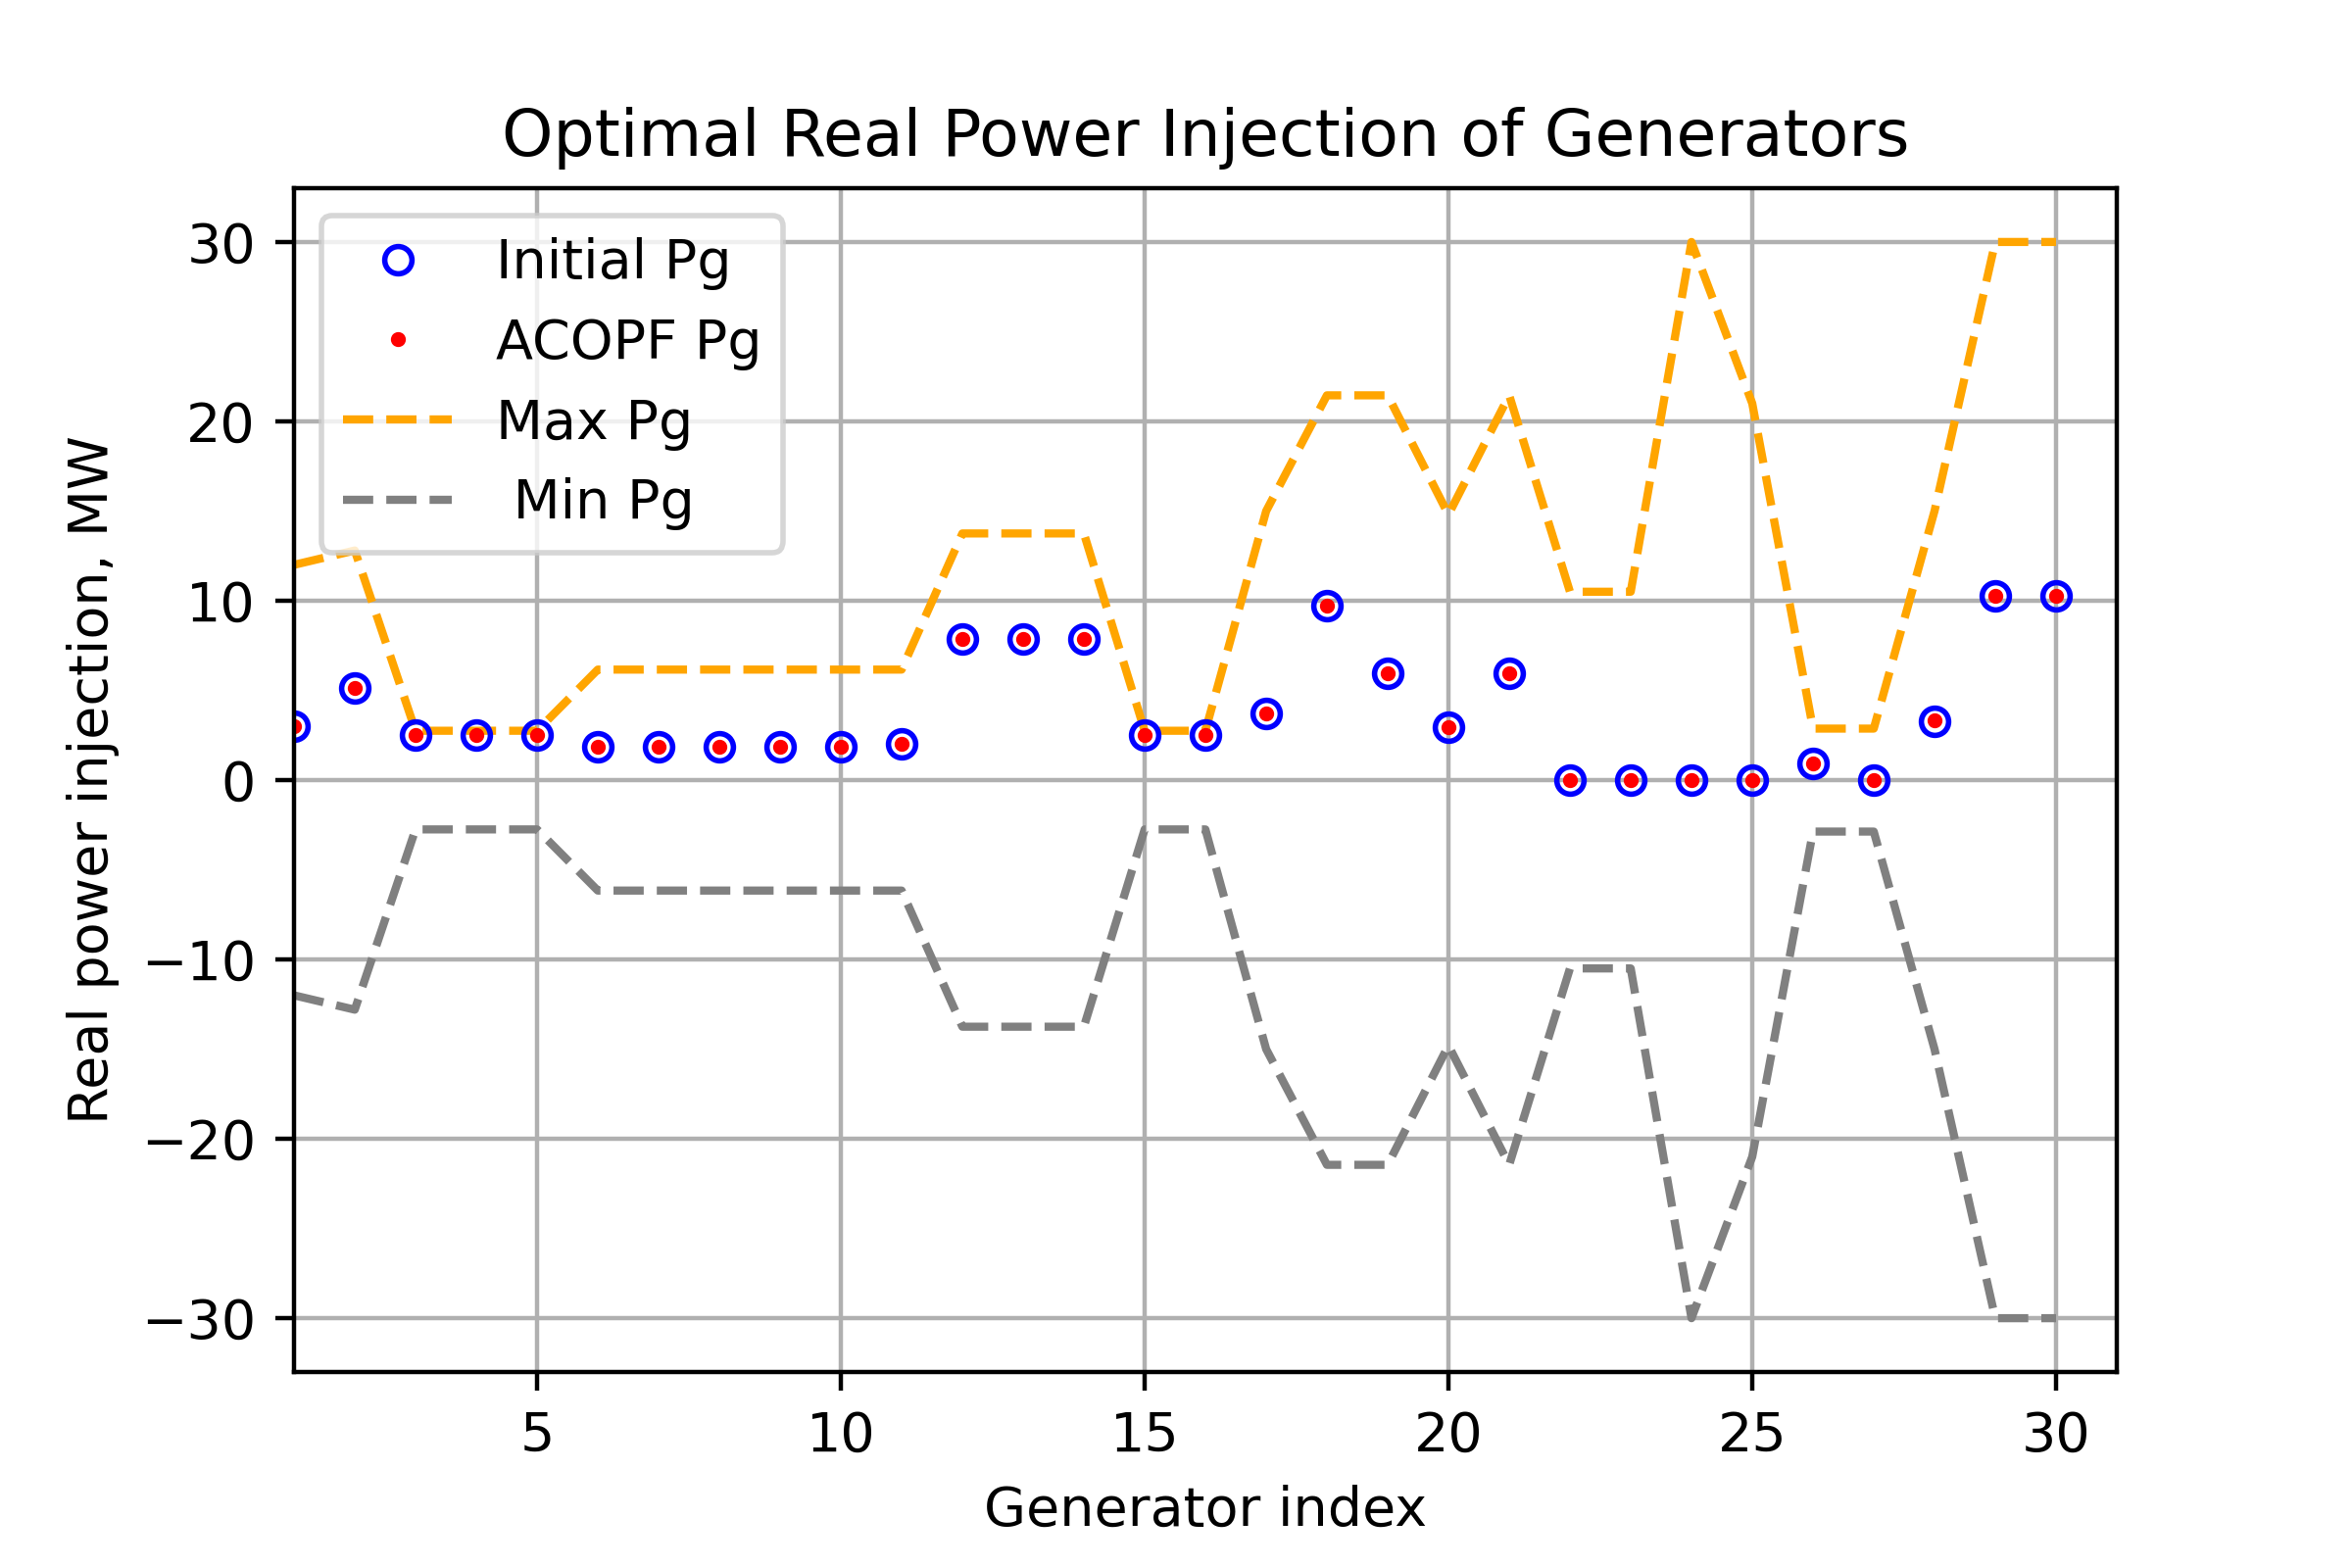 Optimal Real Power Injection of Generators
Initial Pg
ACOPF Pg
Max Pg
Min Pg
30
20
10
0
−10
−20
−30
Real power injection, MW
5 10 15 20 25 30
Generator index